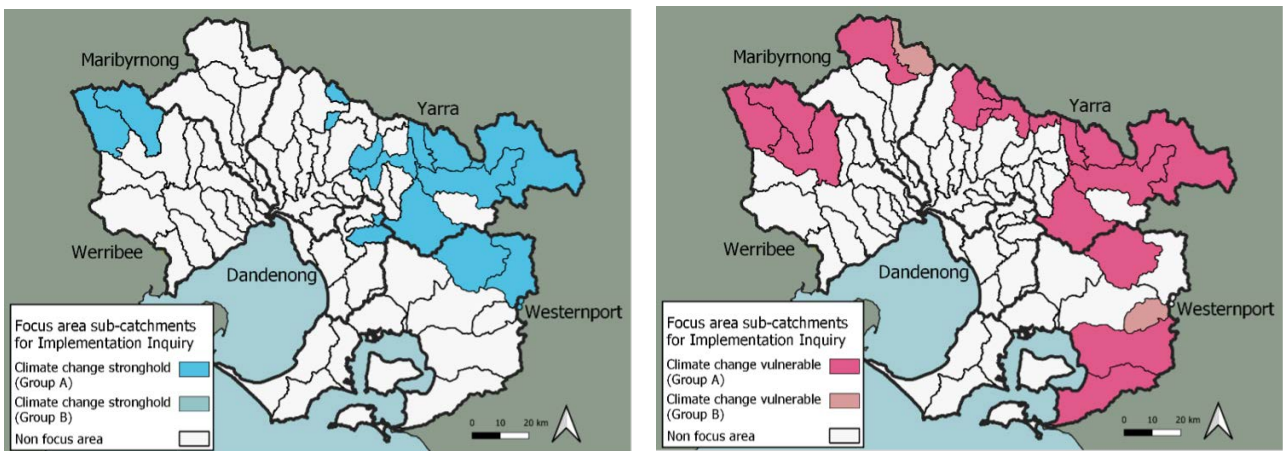 Maribyrnong
Yarra
Werribee
Dandenong
Westernport
Focus area sub-catchments
for Implementation Inquiry
Climate change stronghold
(Group A)
Climate change stronghold
(Group B)
Non focus area
0 10 20 km
Maribyrnong
Yarra
Werribee
Dandenong
Westernport
Focus area sub-catchments
for Implementation Inquiry
Climate change vulnerable
(Group A)
Climate change vulnerable
(Group B)
Non focus area
0 10 20 km